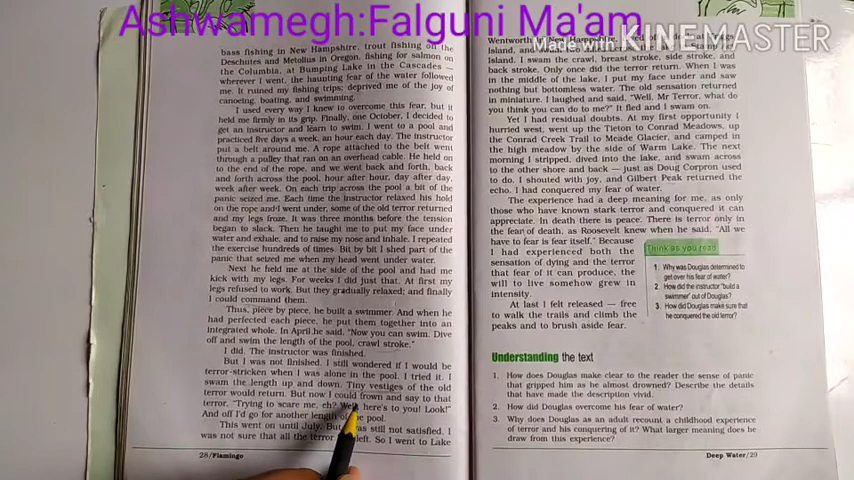 Ashwamegh:Falguni Ma'am
Made with KINEMASTER
bass fishing in New Hampshire, trout fishing on the
Deschutes and Metolius in Oregon, fishing for salmon
on the Columbia, at Bumping Lake in the Cascades —
wherever I went, the haunting fear of the water followed
me. It ruined my fishing trips; deprived me of the joy of
canoeing, boating, and swimming.
I used every way I knew to overcome this fear, but it
held me firmly in its grip. Finally, one October, I decided to
get an instructor and learn to swim. I went to a pool and
practiced five days a week, an hour each day. The instructor
put a belt around me. A rope attached to the belt went
through a pulley that ran on an overhead cable. He held on
to the end of the rope, and we went back and forth, back
and forth across the pool, hour after hour, day after day,
week after week. On each trip across the pool a bit of the
panic seized me. Each time the instructor relaxed his hold
on the rope and I went under, some of the old terror returned
and my legs froze. It was three months before the tension
began to slack. Then he taught me to put my face under
water and exhale, and to raise my nose and inhale. I repeated
the exercise hundreds of times. Bit by bit I shed part of the
panic that seized me when my head went under water.
Next he held me at the side of the pool and had me
kick with my legs. For weeks I did just that. At first my
legs refused to work. But they gradually relaxed; and finally
I could command them.
Thus, piece by piece, he built a swimmer. And when he
had perfected each piece, he put them together into an
integrated whole. In April he said, "Now you can swim. Dive
off and swim the length of the pool, crawl stroke."
I did. The instructor was finished.
But I was not finished. I still wondered if I would be
terror-stricken when I was alone in the pool. I tried it. I
swam the length up and down. Tiny vestiges of the old
terror would return. But now I could frown and say to that
terror, "Trying to scare me, eh? Well, here's to you! Look!"
And off I'd go for another length of the pool.
This went on until July. But was still not satisfied. I
was not sure that all the terror left. So I went to Lake
28/Flamingo
Wentworth in New Hampshire, dived off a dock at
Island, and
Island. I swam the crawl, breast stroke, side stroke, and
back stroke. Only once did the terror return. When I was
in the middle of the lake, I put my face under and saw
nothing but bottomless water. The old sensation returned
in miniature. I laughed and said, "Well, Mr Terror, what do
you think you can do to me?" It fled and I swam on.
Yet I had residual doubts. At my first opportunity I
hurried west, went up the Tieton to Conrad Meadows, up
the Conrad Creek Trail to Meade Glacier, and camped in
the high meadow by the side of Warm Lake. The next
morning I stripped, dived into the lake, and swam across
to the other shore and back — just as Doug Corpron used
to do. I shouted with joy, and Gilbert Peak returned the
echo. I had conquered my fear of water.
The experience had a deep meaning for me, as only
those who have known stark terror and conquered it can
appreciate. In death there is peace. There is terror only in
the fear of death, as Roosevelt knew when he said, "All we
have to fear is fear itself." Because
I had experienced both the
sensation of dying and the terror
that fear of it can produce, the
will to live somehow grew in
intensity.
At last I felt released — free
to walk the trails and climb the
peaks and to brush aside fear.
Think as you read
1. Why was Douglas determined to
get over his fear of water?
2. How did the instructor "build a
swimmer" out of Douglas?
3. How did Douglas make sure that
he conquered the old terror?
Understanding the text
1. How does Douglas make clear to the reader the sense of panic
that gripped him as he almost drowned? Describe the details
that have made the description vivid.
2. How did Douglas overcome his fear of water?
3. Why does Douglas as an adult recount a childhood experience
of terror and his conquering of it? What larger meaning does he
draw from this experience?
Deep Water/29